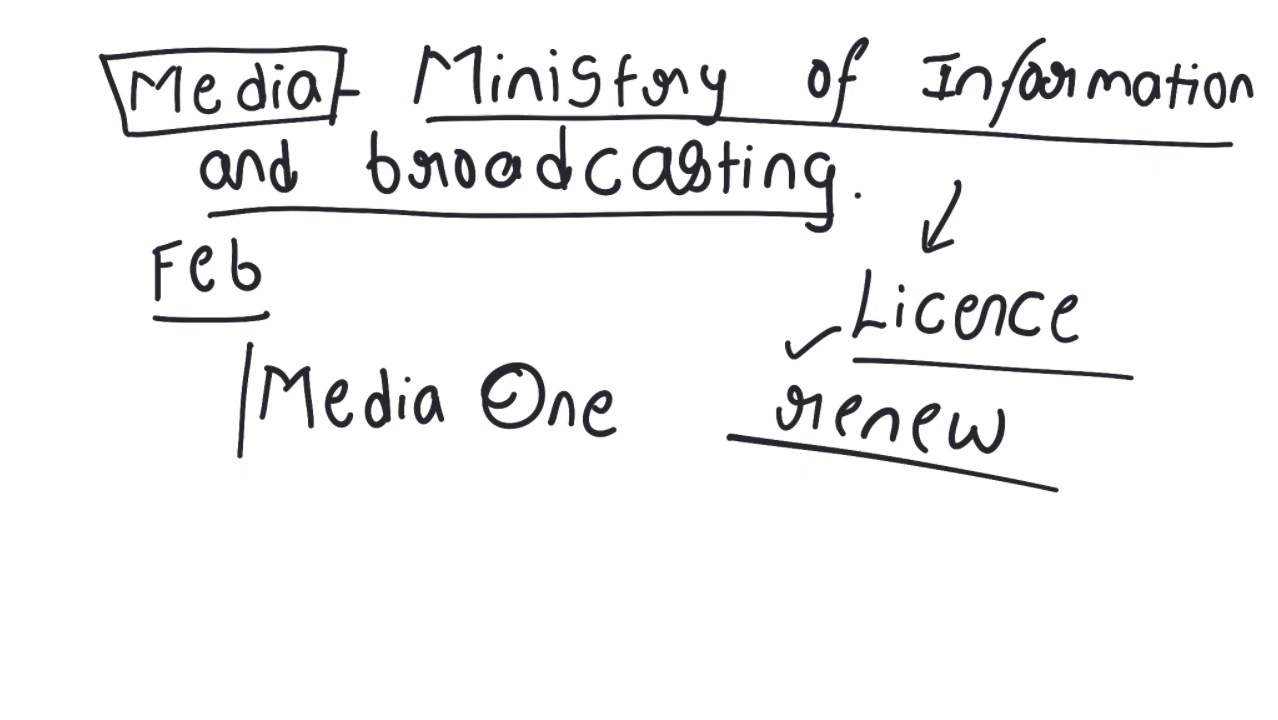 Media - Ministry of Information
and broadcasting.
Feb
Licence
Media One
renew